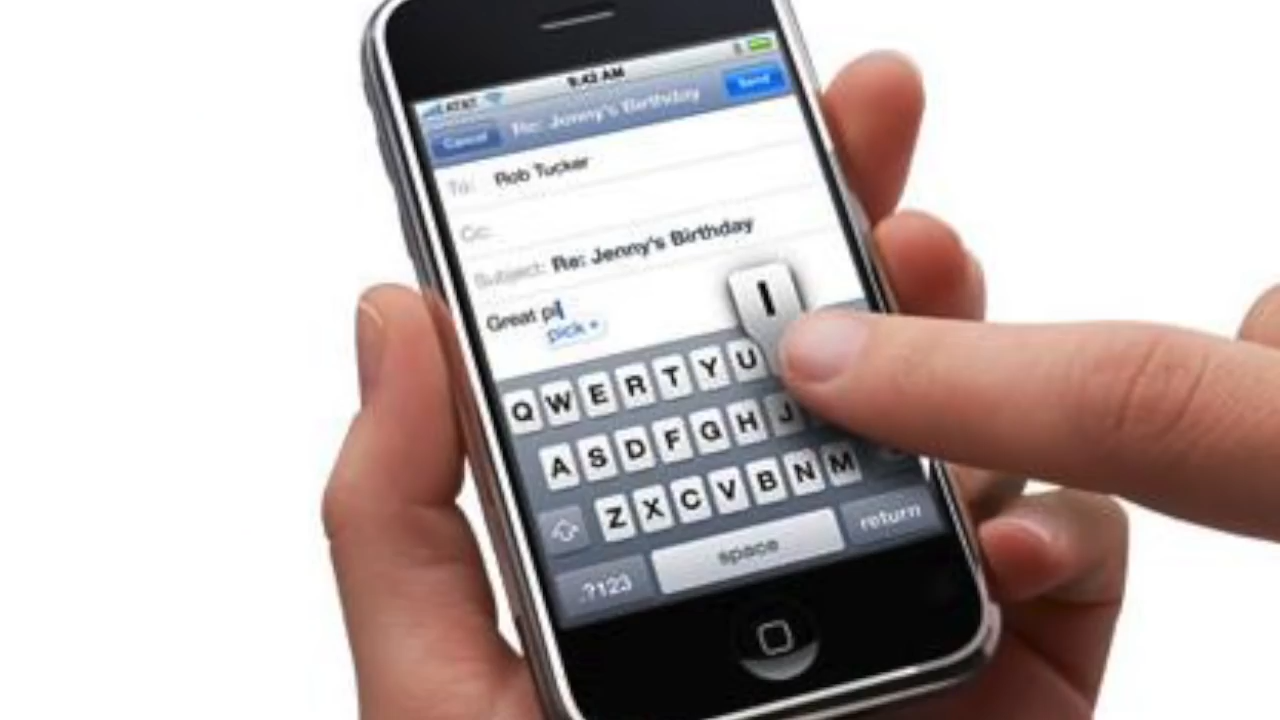 AT&T 9:42 AM
Cancel Re: Jenny's Birthday Send
To: Rob Tucker
Cc:
Subject: Re: Jenny's Birthday
Great pi
pick
I
Q W E R T Y U
A S D F G H J
Z X C V B N M
.?123 space return